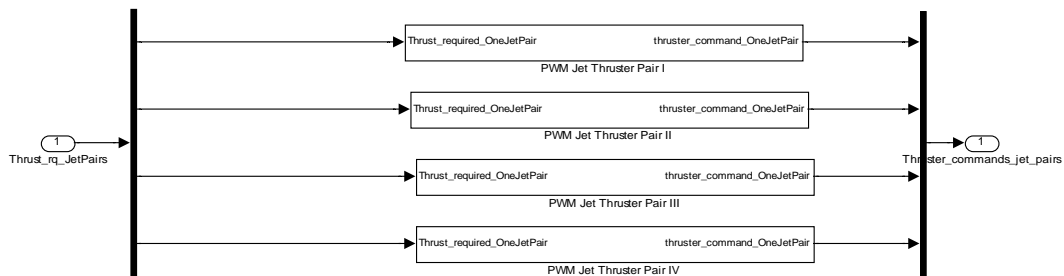 Thrust_required_OneJetPair thruster_command_OneJetPair
PWM Jet Thruster Pair I
Thrust_required_OneJetPair thruster_command_OneJetPair
PWM Jet Thruster Pair II
1
Thrust_rq_JetPairs
1
Thruster_commands_jet_pairs
Thrust_required_OneJetPair thruster_command_OneJetPair
PWM Jet Thruster Pair III
Thrust_required_OneJetPair thruster_command_OneJetPair
PWM Jet Thruster Pair IV